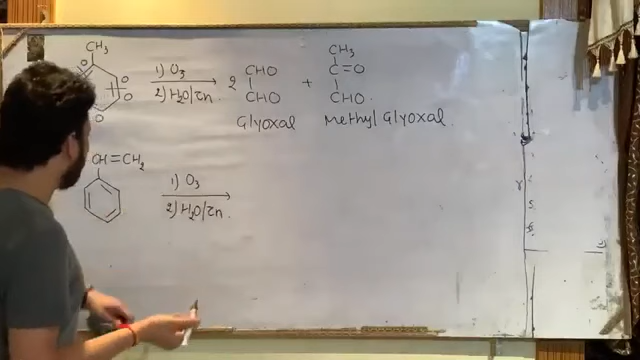 CH3
O O O O
1) O3
2) H2O/Zn.
2 CHO
CHO
Glyoxal
+
CH3
C=O
CHO.
Methyl Glyoxal
CH=CH2
1) O3
2) H2O/Zn.